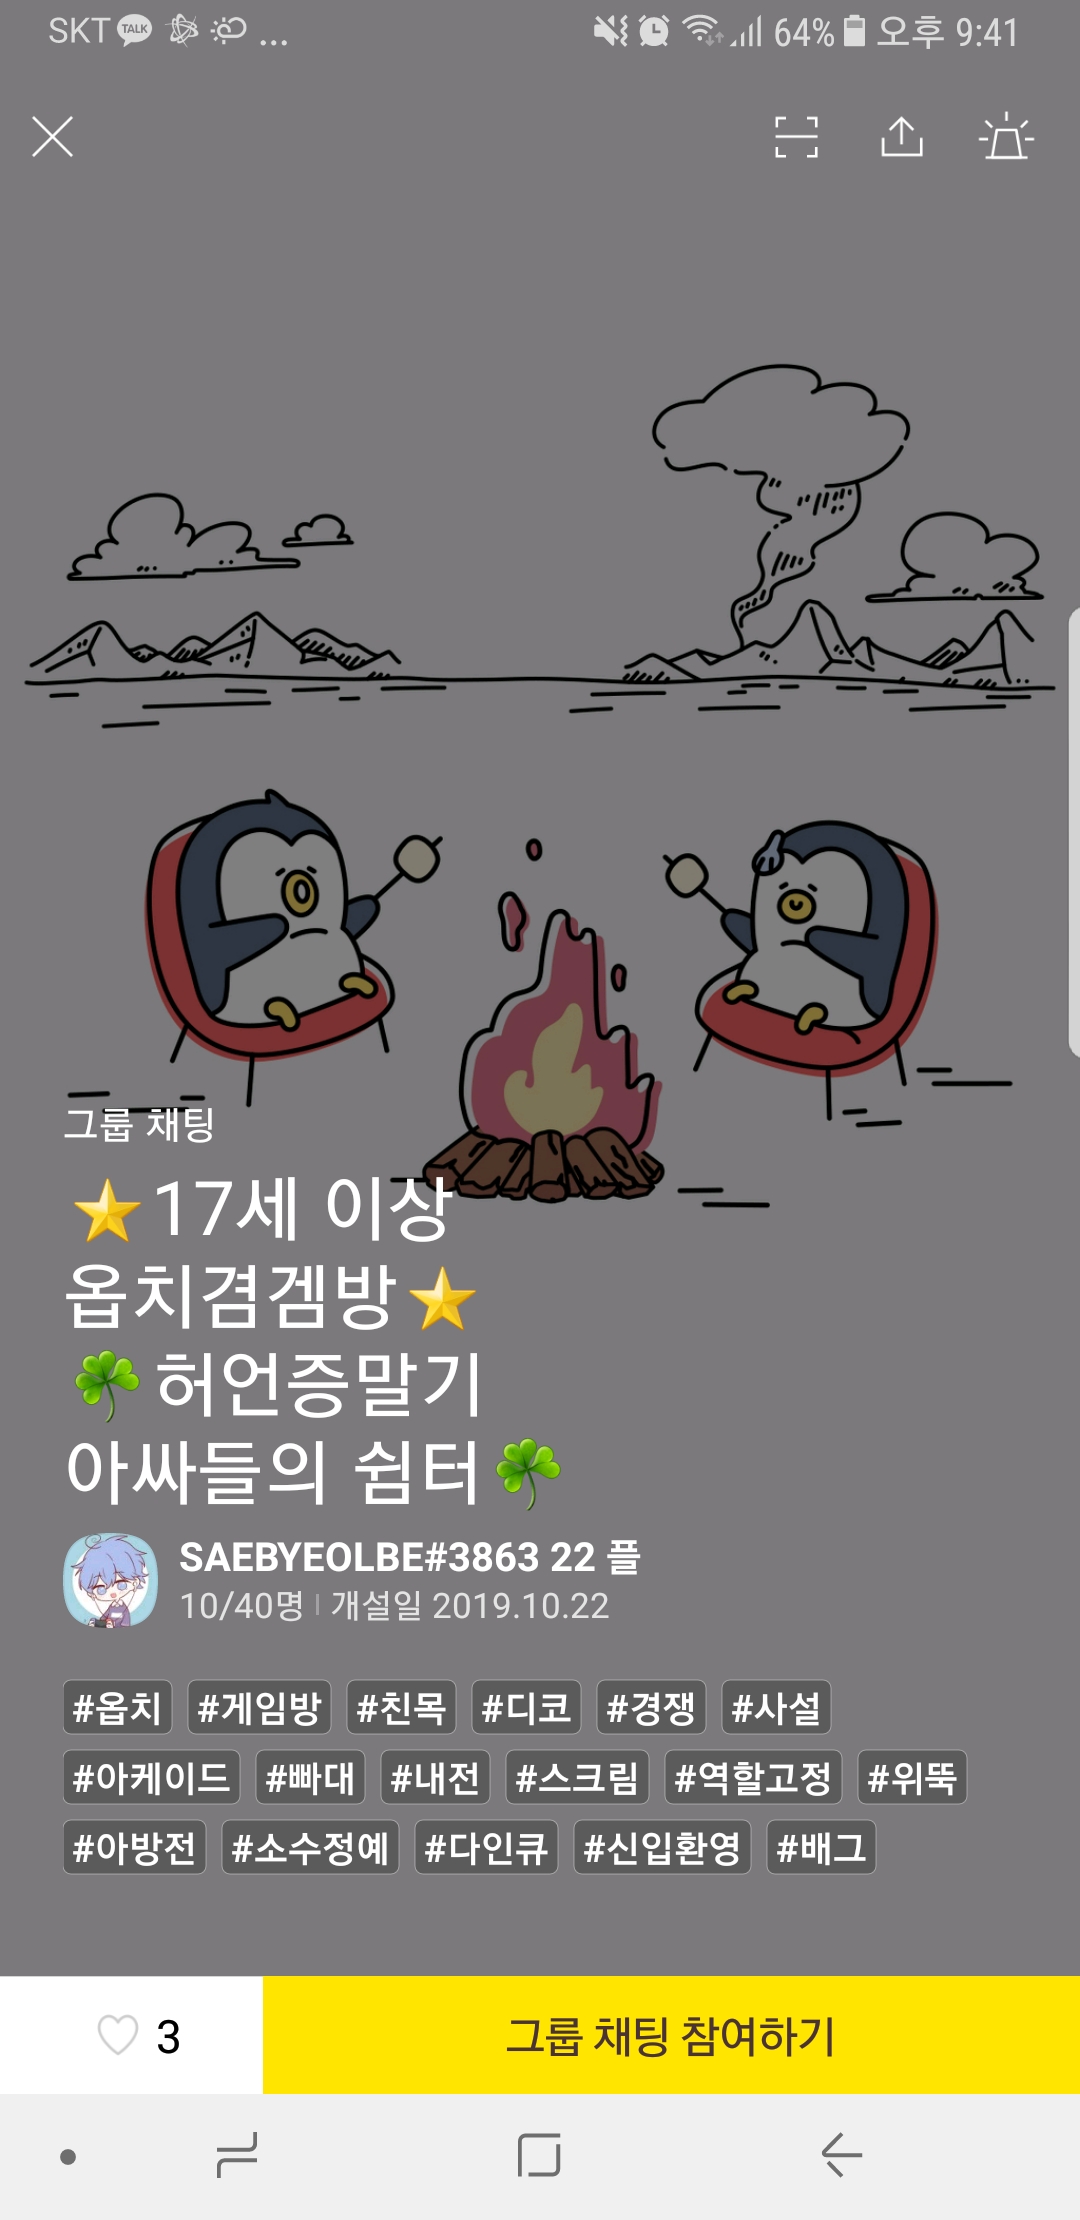 SKT TALK ... 64% 오후 9:41
그룹 채팅
⭐17세 이상
옵치겸겜방⭐
☘허언증말기
아싸들의 쉼터☘
SAEBYEOLBE#3863 22 플
10/40명 | 개설일 2019.10.22
#옵치 #게임방 #친목 #디코 #경쟁 #사설
#아케이드 #빠대 #내전 #스크림 #역할고정 #위뚝
#아방전 #소수정예 #다인큐 #신입환영 #배그
3 그룹 채팅 참여하기